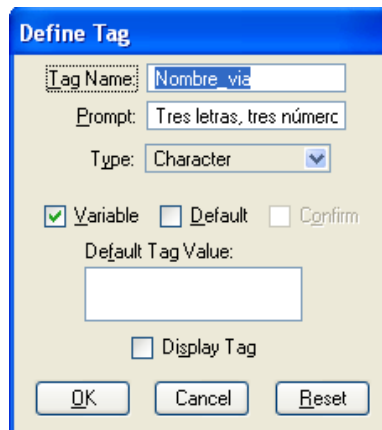 Define Tag
Tag Name: Nombre_via
Prompt: Tres letras, tres númerc
Type: Character
Variable Default Confirm
Default Tag Value:
Display Tag
OK Cancel Reset